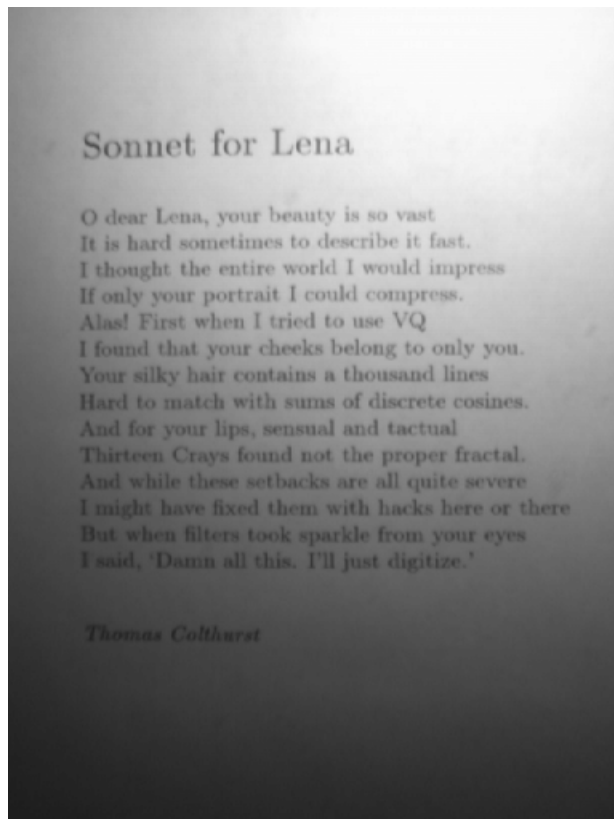 Sonnet for Lena
O dear Lena, your beauty is so vast
It is hard sometimes to describe it fast.
I thought the entire world I would impress
If only your portrait I could compress.
Alas! First when I tried to use VQ
I found that your cheeks belong to only you.
Your silky hair contains a thousand lines
Hard to match with sums of discrete cosines.
And for your lips, sensual and tactual
Thirteen Crays found not the proper fractal.
And while these setbacks are all quite severe
I might have fixed them with hacks here or there
But when filters took sparkle from your eyes
I said, ‘Damn all this. I'll just digitize.’
Thomas Colthurst